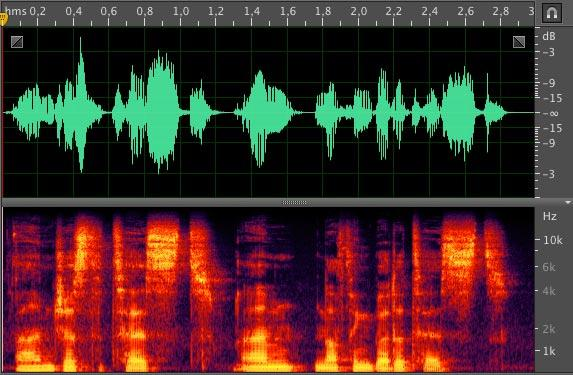 hms 0,2 0,4 0,6 0,8 1,0 1,2 1,4 1,6 1,8 2,0 2,2 2,4 2,6 2,8 3
dB
-3
-9
-15
-∞
-15
-9
-3
Hz
10k
6k
4k
2k
1k